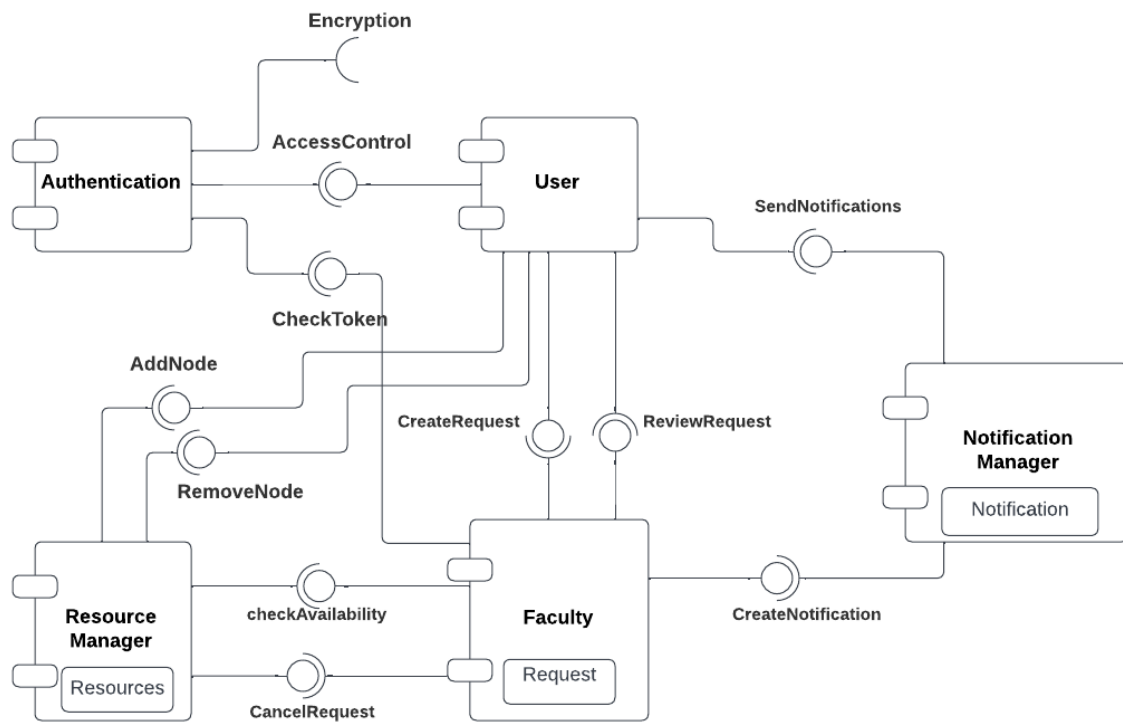 Encryption
AccessControl
Authentication
User
SendNotifications
CheckToken
AddNode
CreateRequest
ReviewRequest
Notification
Manager
Notification
RemoveNode
Resource
Manager
Resources
checkAvailability
Faculty
Request
CreateNotification
CancelRequest